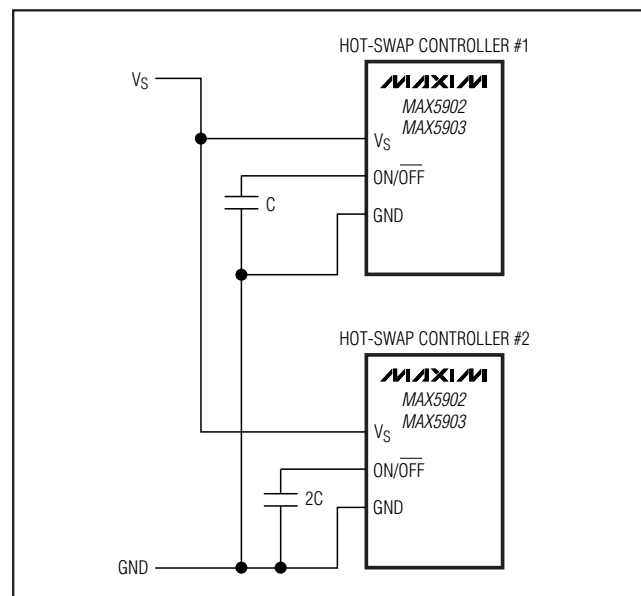 HOT-SWAP CONTROLLER #1
MAXIM
MAX5902
MAX5903
VS
VS
ON/OFF
C
GND
HOT-SWAP CONTROLLER #2
MAXIM
MAX5902
MAX5903
VS
ON/OFF
2C
GND
GND